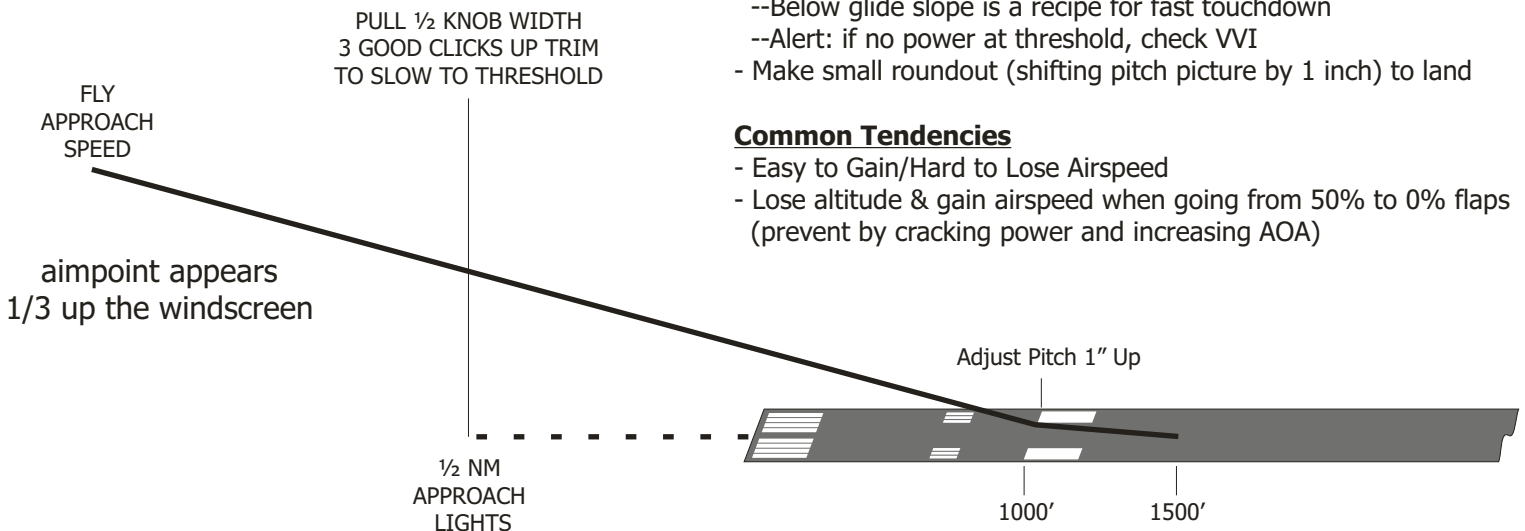 PULL ½ KNOB WIDTH
3 GOOD CLICKS UP TRIM
TO SLOW TO THRESHOLD
FLY
APPROACH
SPEED
aimpoint appears
1/3 up the windscreen
--Below glide slope is a recipe for fast touchdown
--Alert: if no power at threshold, check VVI
- Make small roundout (shifting pitch picture by 1 inch) to land
Common Tendencies
- Easy to Gain/Hard to Lose Airspeed
- Lose altitude & gain airspeed when going from 50% to 0% flaps
(prevent by cracking power and increasing AOA)
Adjust Pitch 1” Up
½ NM
APPROACH
LIGHTS
1000’
1500’